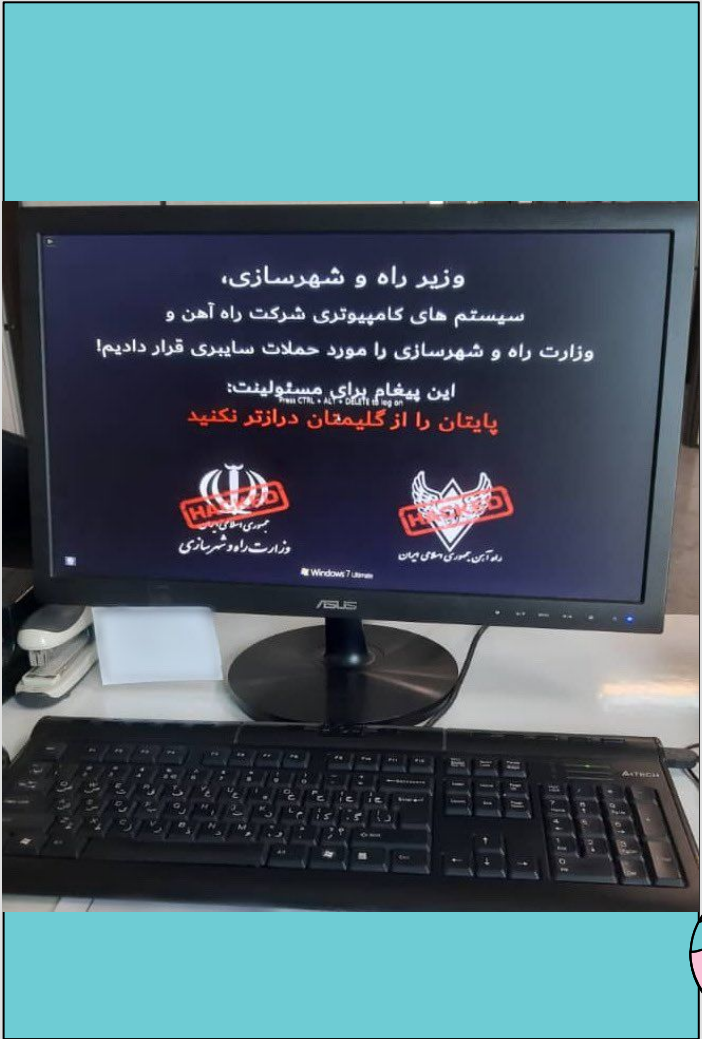 وزیر راه و شهرسازی،
سیستم های کامپیوتری شرکت راه آهن و
وزارت راه و شهرسازی را مورد حملات سایبری قرار دادیم!
این پیغام برای مسئولینت:
Press CTRL + ALT + DELETE to log on
پایتان را از گلیمتان درازتر نکنید
HACKED
جمهوری اسلامی ایران
وزارت راه و شهرسازی
HACKED
راه آهن جمهوری اسلامی ایران
Windows 7 Ultimate
ASUS
A4TECH